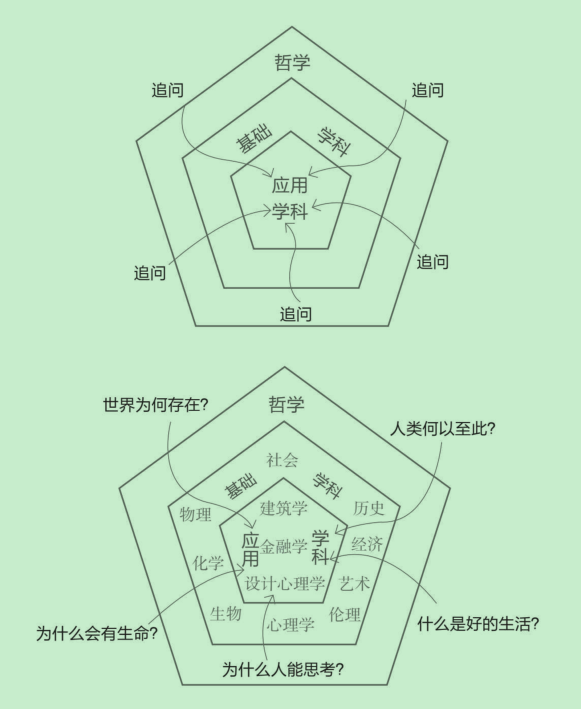 哲学
追问
追问
基础
学科
应用
学科
追问
追问
追问
世界为何存在?
哲学
人类何以至此?
社会
基础
学科
物理
建筑学
历史
应用
学科
金融学
经济
化学
设计心理学
艺术
生物
心理学
伦理
为什么会有生命?
什么是好的生活?
为什么人能思考?